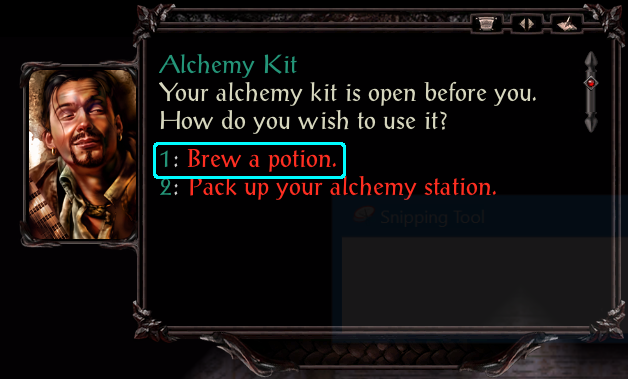 Alchemy Kit
Your alchemy kit is open before you.
How do you wish to use it?
1: Brew a potion.
2: Pack up your alchemy station.
Snipping Tool